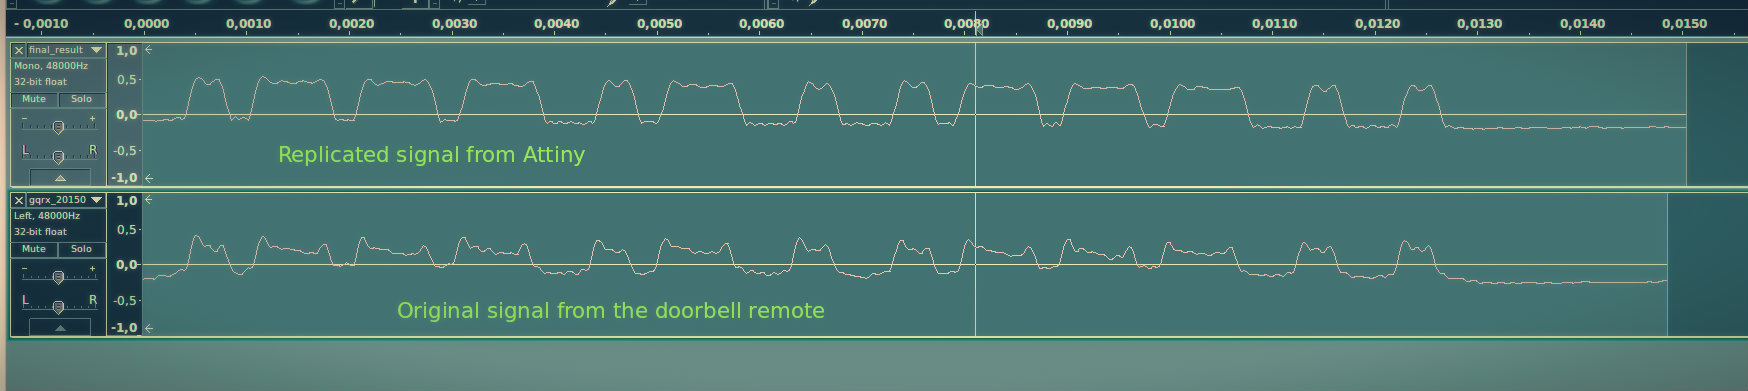 - 0,0010 0,0000 0,0010 0,0020 0,0030 0,0040 0,0050 0,0060 0,0070 0,0080 0,0090 0,0100 0,0110 0,0120 0,0130 0,0140 0,0150
final_result
Mono, 48000Hz
32-bit float
Mute Solo
- +
L R
1,0
0,5
0,0
-0,5
-1,0
Replicated signal from Attiny
gqrx_20150
Left, 48000Hz
32-bit float
Mute Solo
- +
L R
1,0
0,5
0,0
-0,5
-1,0
Original signal from the doorbell remote